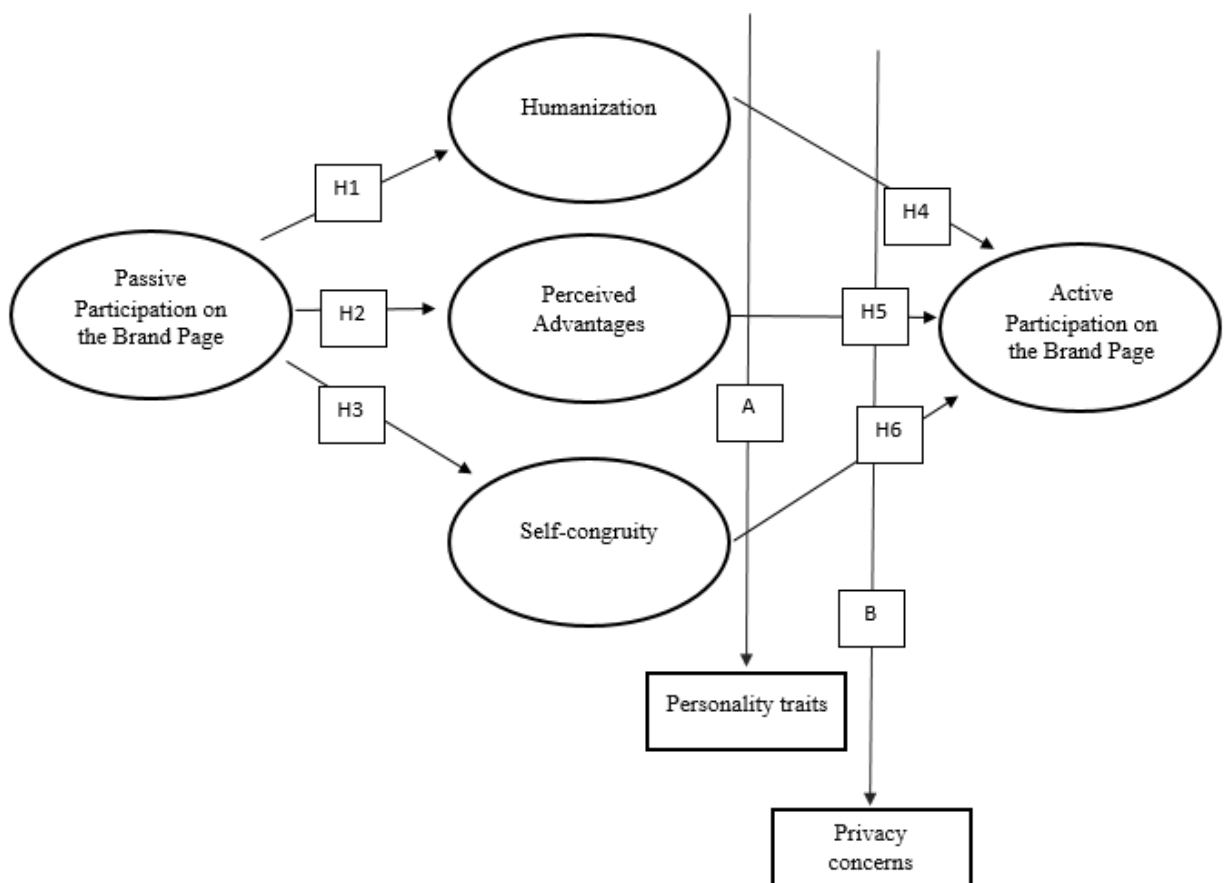 Humanization
H1
H4
Passive
Participation on
the Brand Page
H2
Perceived
Advantages
H5
Active
Participation on
the Brand Page
H3
A
H6
Self-congruity
B
Personality traits
Privacy
concerns